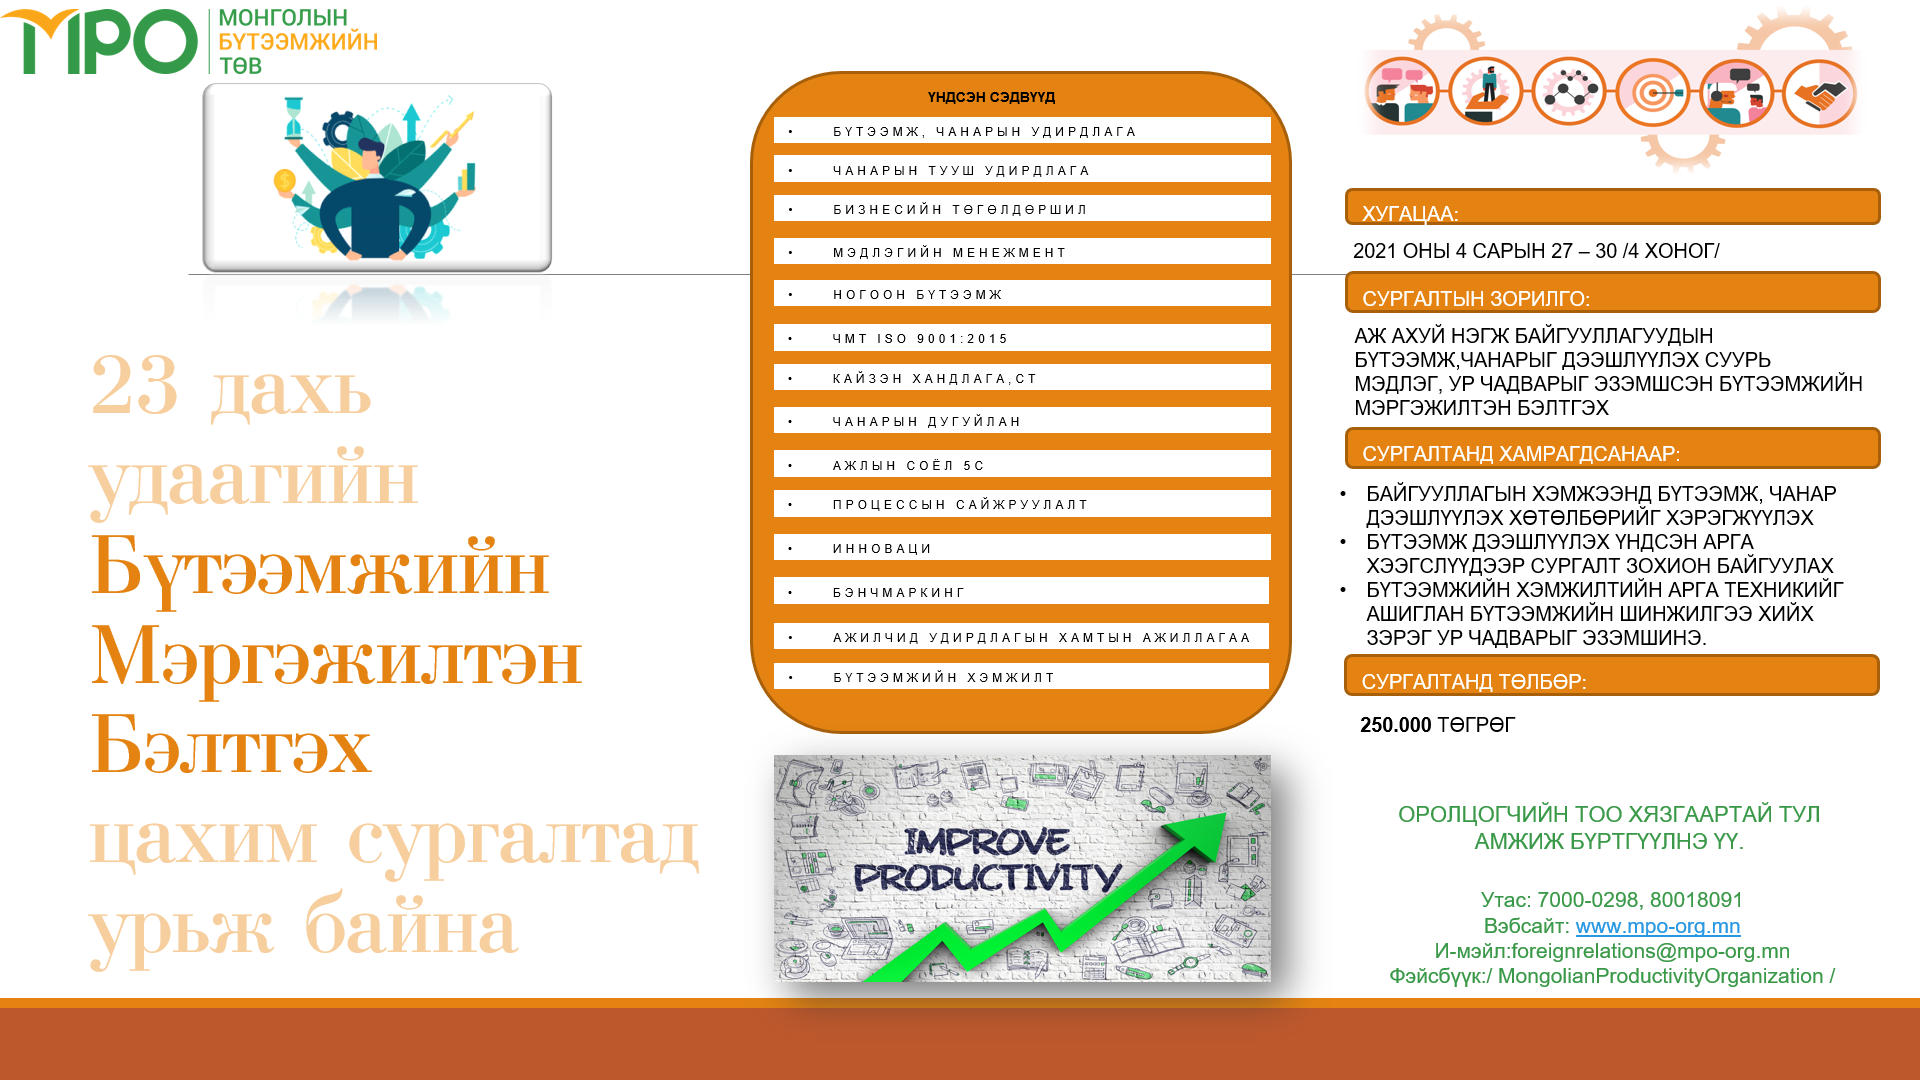 МРО
МОНГОЛЫН
БҮТЭЭМЖИЙН
ТӨВ
23 дахь
удаагийн
Бүтээмжийн
Мэргэжилтэн
Бэлтгэх
цахим сургалтад
урьж байна
ҮНДСЭН СЭДВҮҮД
• БҮТЭЭМЖ, ЧАНАРЫН УДИРДЛАГА
• ЧАНАРЫН ТУУШ УДИРДЛАГА
• БИЗНЕСИЙН ТӨГӨЛДӨРШИЛ
• МЭДЛЭГИЙН МЕНЕЖМЕНТ
• НОГООН БҮТЭЭМЖ
• ЧМТ ISO 9001:2015
• КАЙЗЭН ХАНДЛАГА,СТ
• ЧАНАРЫН ДУГУЙЛАН
• АЖЛЫН СОЁЛ 5С
• ПРОЦЕССЫН САЙЖРУУЛАЛТ
• ИННОВАЦИ
• БЭНЧМАРКИНГ
• АЖИЛЧИД УДИРДЛАГЫН ХАМТЫН АЖИЛЛАГАА
• БҮТЭЭМЖИЙН ХЭМЖИЛТ
IMPROVE
PRODUCTIVITY
ХУГАЦАА:
2021 ОНЫ 4 САРЫН 27 – 30 /4 ХОНОГ/
СУРГАЛТЫН ЗОРИЛГО:
АЖ АХУЙ НЭГЖ БАЙГУУЛЛАГУУДЫН
БҮТЭЭМЖ,ЧАНАРЫГ ДЭЭШЛҮҮЛЭХ СУУРЬ
МЭДЛЭГ, УР ЧАДВАРЫГ ЭЗЭМШСЭН БҮТЭЭМЖИЙН
МЭРГЭЖИЛТЭН БЭЛТГЭХ
СУРГАЛТАНД ХАМРАГДСАНААР:
• БАЙГУУЛЛАГЫН ХЭМЖЭЭНД БҮТЭЭМЖ, ЧАНАР
ДЭЭШЛҮҮЛЭХ ХӨТӨЛБӨРИЙГ ХЭРЭГЖҮҮЛЭХ
• БҮТЭЭМЖ ДЭЭШЛҮҮЛЭХ ҮНДСЭН АРГА
ХЭЭГСЛҮҮДЭЭР СУРГАЛТ ЗОХИОН БАЙГУУЛАХ
• БҮТЭЭМЖИЙН ХЭМЖИЛТИЙН АРГА ТЕХНИКИЙГ
АШИГЛАН БҮТЭЭМЖИЙН ШИНЖИЛГЭЭ ХИЙХ
ЗЭРЭГ УР ЧАДВАРЫГ ЭЗЭМШИНЭ.
СУРГАЛТАНД ТӨЛБӨР:
250.000 ТӨГРӨГ
ОРОЛЦОГЧИЙН ТОО ХЯЗГААРТАЙ ТУЛ
АМЖИЖ БҮРТГҮҮЛНЭ ҮҮ.
Утас: 7000-0298, 80018091
Вэбсайт: www.mpo-org.mn
И-мэйл:foreignrelations@mpo-org.mn
Фэйсбүүк:/ MongolianProductivityOrganization /